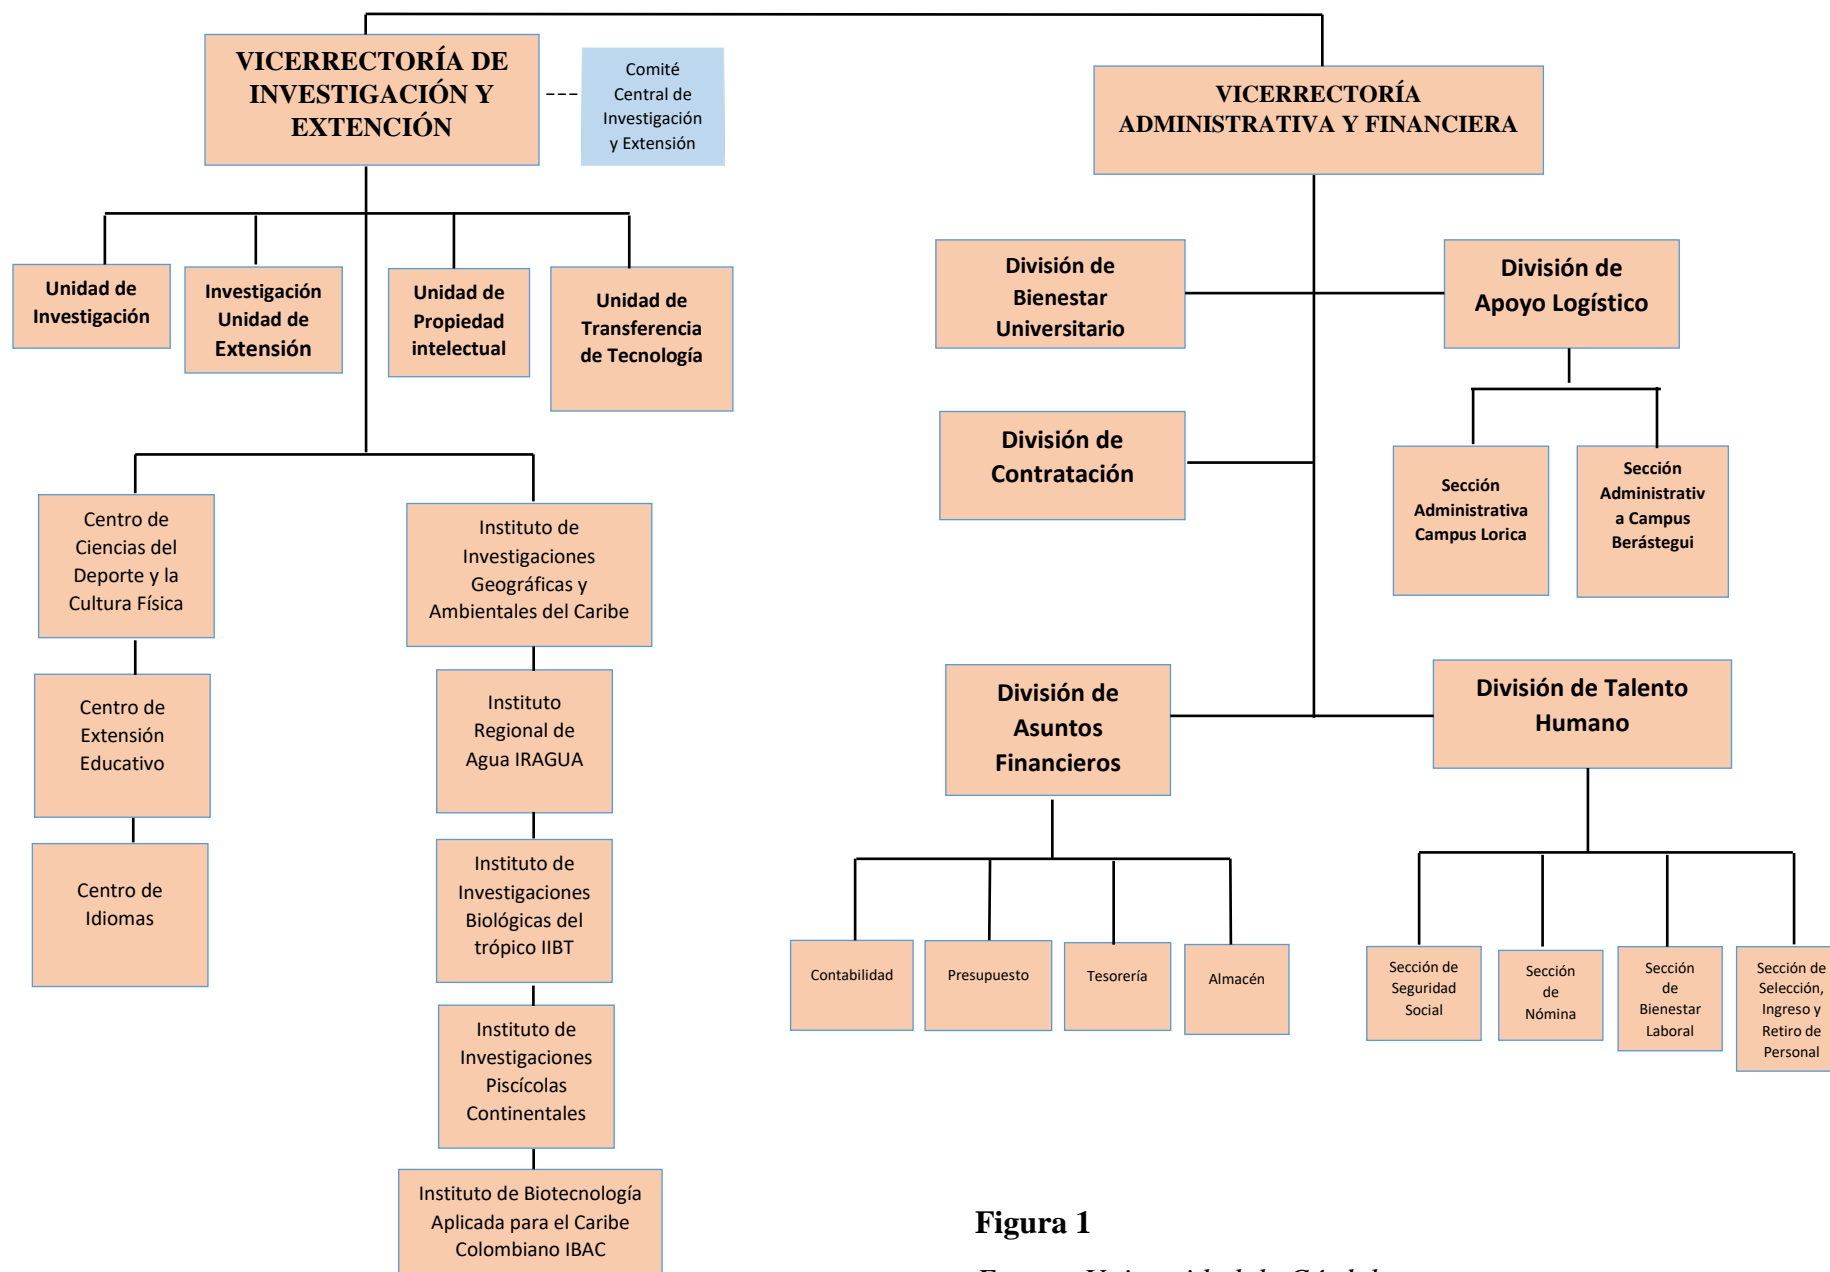 VICERRECTORÍA DE
INVESTIGACIÓN Y
EXTENCIÓN
Comité
Central de
Investigación
y Extensión
Unidad de
Investigación
Investigación
Unidad de
Extensión
Unidad de
Propiedad
intelectual
Unidad de
Transferencia
de Tecnología
Centro de
Ciencias del
Deporte y la
Cultura Física
Centro de
Extensión
Educativo
Centro de
Idiomas
Instituto de
Investigaciones
Geográficas y
Ambientales del Caribe
Instituto
Regional de
Agua IRAGUA
Instituto de
Investigaciones
Biológicas del
trópico IIBT
Instituto de
Investigaciones
Piscícolas
Continentales
Instituto de Biotecnología
Aplicada para el Caribe
Colombiano IBAC
VICERRECTORÍA
ADMINISTRATIVA Y FINANCIERA
División de
Bienestar
Universitario
División de
Apoyo Logístico
Sección
Administrativa
Campus Lorica
Sección
Administrativ
a Campus
Berástegui
División de
Contratación
División de
Asuntos
Financieros
Contabilidad
Presupuesto
Tesorería
Almacén
División de Talento
Humano
Sección de
Seguridad
Social
Sección
de
Nómina
Sección
de
Bienestar
Laboral
Sección de
Selección,
Ingreso y
Retiro de
Personal
Figura 1